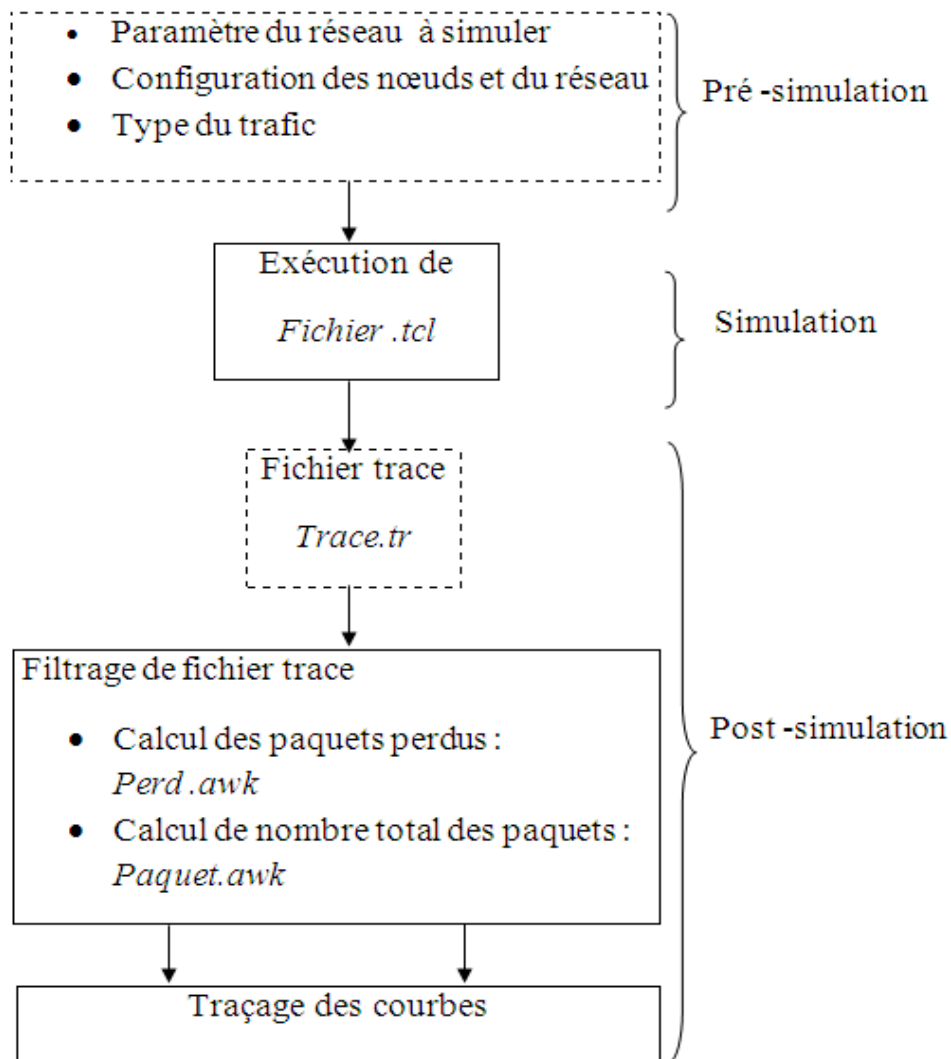 • Paramètre du réseau à simuler
• Configuration des nœuds et du réseau
• Type du trafic
Pré -simulation
Exécution de
Fichier .tcl
Simulation
Fichier trace
Trace.tr
Filtrage de fichier trace
• Calcul des paquets perdus :
Perd .awk
• Calcul de nombre total des paquets :
Paquet.awk
Post -simulation
Traçage des courbes